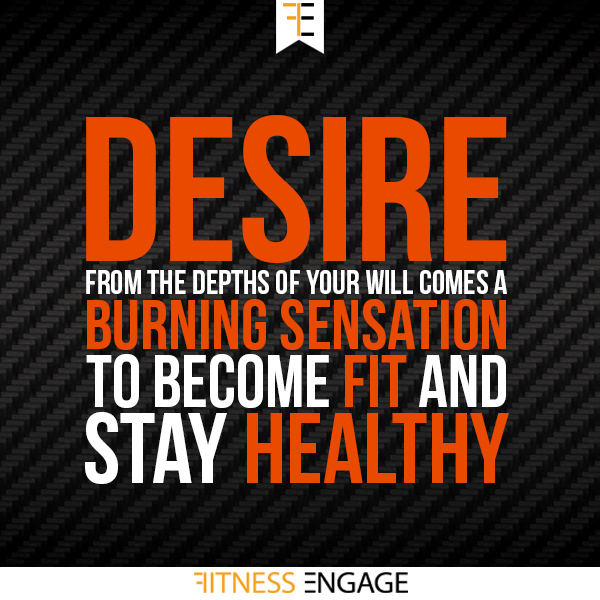 FE
DESIRE
FROM THE DEPTHS OF YOUR WILL COMES A
BURNING SENSATION
TO BECOME FIT AND
STAY HEALTHY
FITNESS ENGAGE